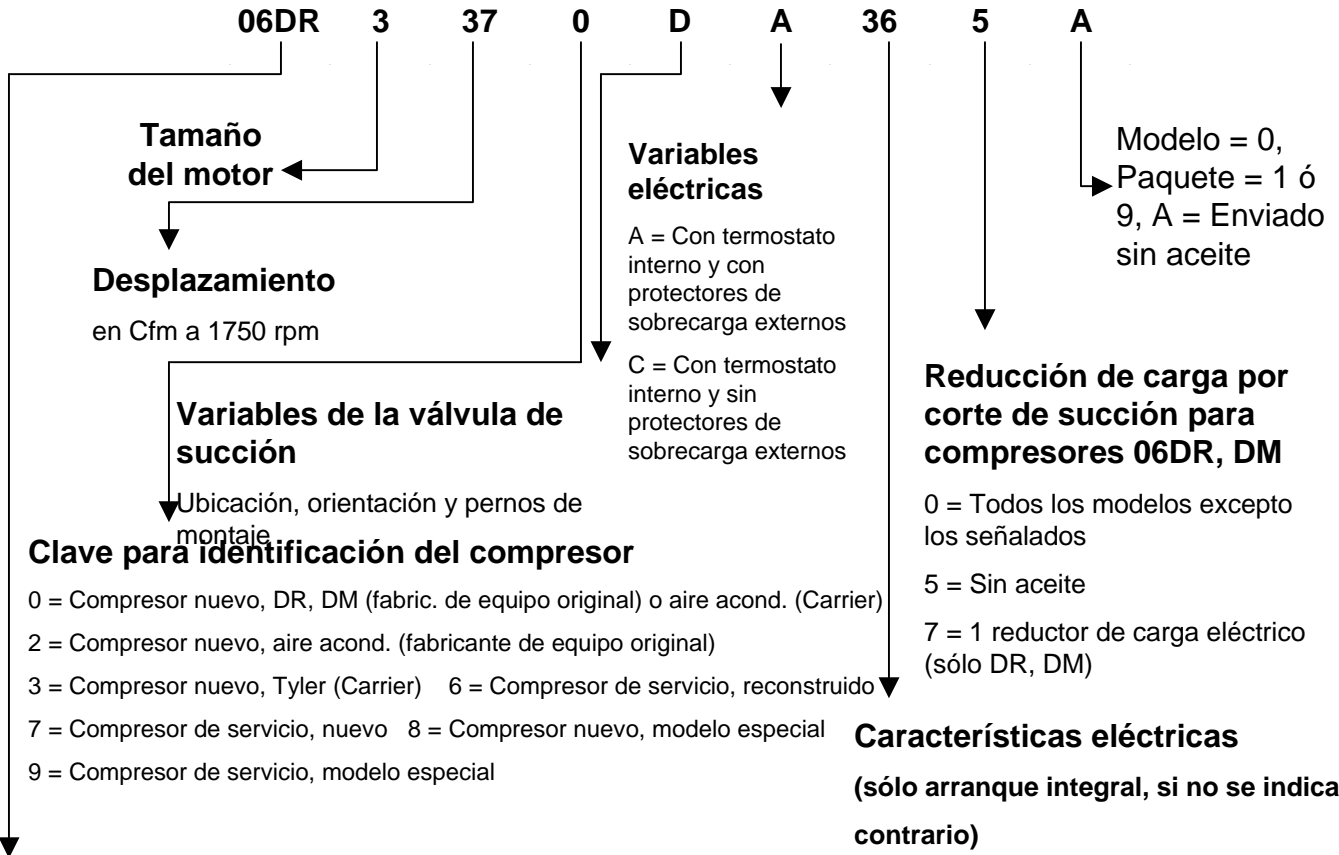 06DR 3 37 0 D A 36 5 A
Tamaño
del motor
Desplazamiento
en Cfm a 1750 rpm
Variables de la válvula de
succión
Ubicación, orientación y pernos de
montaje
Variables
eléctricas
A = Con termostato
interno y con
protectores de
sobrecarga externos
C = Con termostato
interno y sin
protectores de
sobrecarga externos
Modelo = 0,
Paquete = 1 ó
9, A = Enviado
sin aceite
Reducción de carga por
corte de succión para
compresores 06DR, DM
0 = Todos los modelos excepto
los señalados
5 = Sin aceite
7 = 1 reductor de carga eléctrico
(sólo DR, DM)
Clave para identificación del compresor
0 = Compresor nuevo, DR, DM (fabric. de equipo original) o aire acond. (Carrier)
2 = Compresor nuevo, aire acond. (fabricante de equipo original)
3 = Compresor nuevo, Tyler (Carrier) 6 = Compresor de servicio, reconstruido
7 = Compresor de servicio, nuevo 8 = Compresor nuevo, modelo especial
9 = Compresor de servicio, modelo especial
Características eléctricas
(sólo arranque integral, si no se indica
contrario)